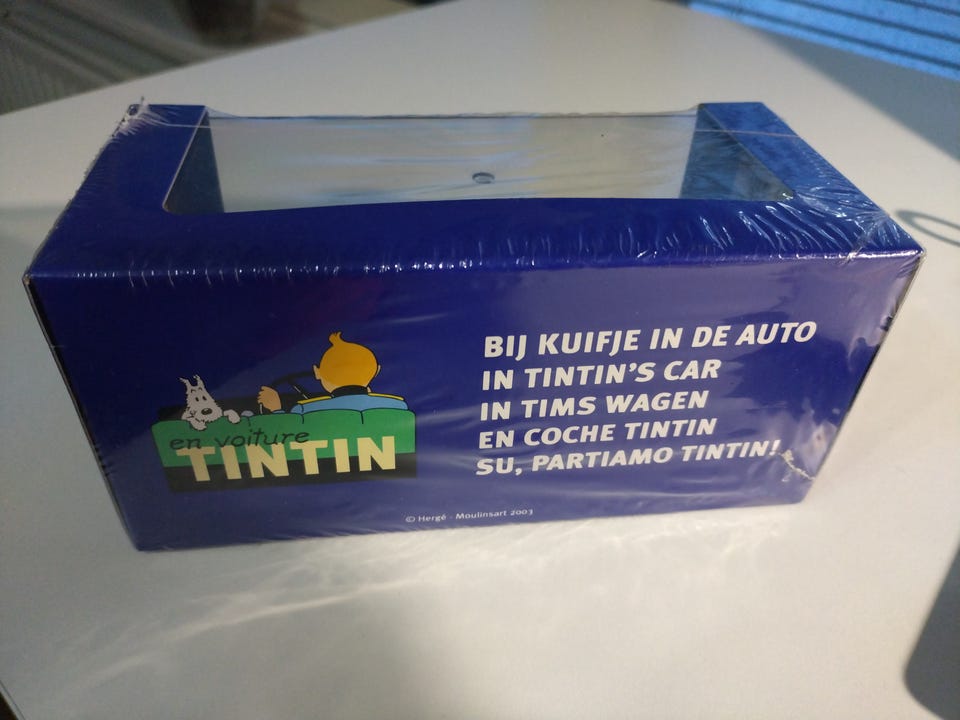 en voiture
TINTIN
BIJ KUIFJE IN DE AUTO
IN TINTIN'S CAR
IN TIMS WAGEN
EN COCHE TINTIN
SU, PARTIAMO TINTIN!
© Hergé - Moulinsart 2003